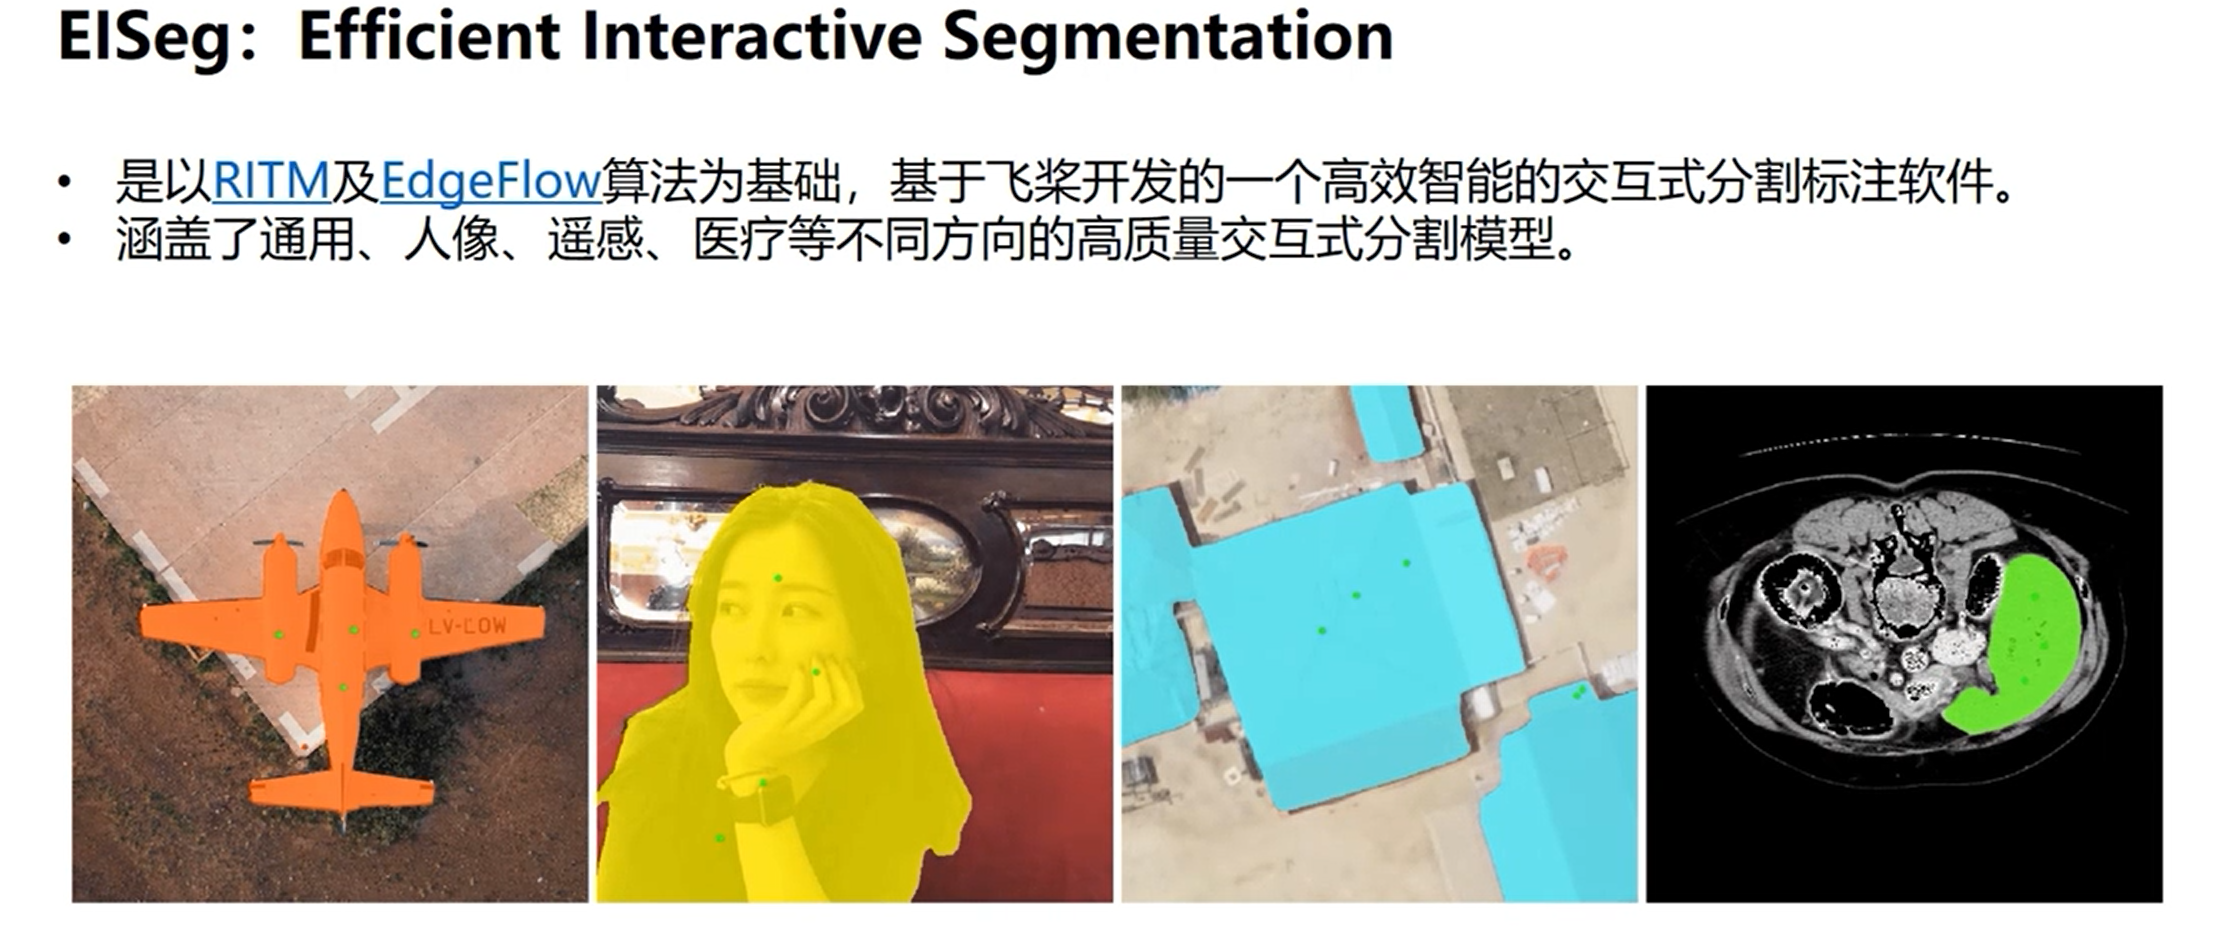 EISeg：Efficient Interactive Segmentation
• 是以RITM及EdgeFlow算法为基础，基于飞桨开发的一个高效智能的交互式分割标注软件。
• 涵盖了通用、人像、遥感、医疗等不同方向的高质量交互式分割模型。
LV-LOW